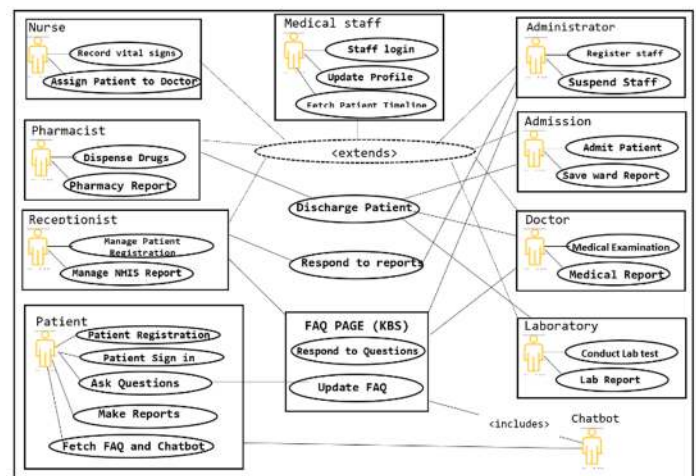 Nurse
Record vital signs
Assign Patient to Doctor
Medical staff
Staff login
Update Profile
Fetch Patient Timeline
Administrator
Register staff
Suspend Staff
Pharmacist
Dispense Drugs
Pharmacy Report
<extends>
Admission
Admit Patient
Save ward Report
Discharge Patient
Receptionist
Manage Patient
Registration
Manage NHIS Report
Respond to reports
Doctor
Medical Examination
Medical Report
Patient
Patient Registration
Patient Sign in
Ask Questions
Make Reports
Fetch FAQ and Chatbot
FAQ PAGE (KBS)
Respond to Questions
Update FAQ
Laboratory
Conduct Lab test
Lab Report
<includes>
Chatbot